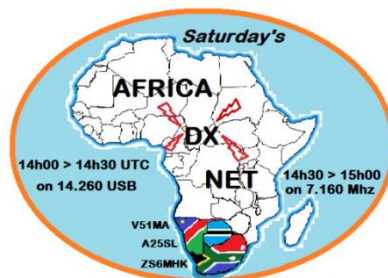 Saturday's
AFRICA
DX
NET
14h00 > 14h30 UTC
on 14.260 USB
14h30 > 15h00
on 7.160 Mhz
V51MA
A25SL
ZS6MHK